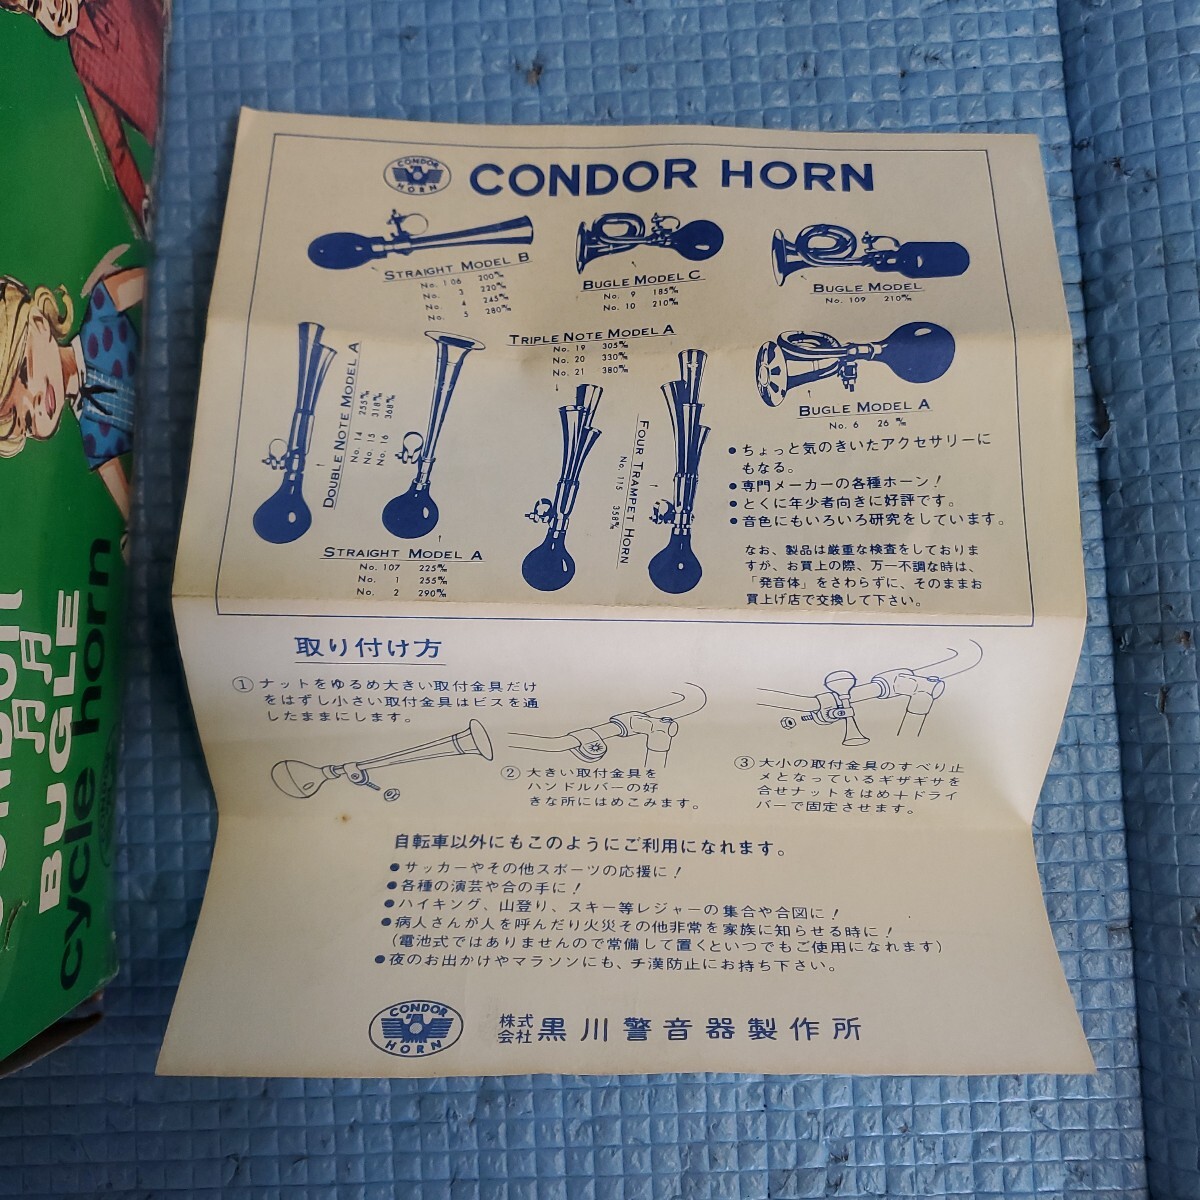 CONDOR HORN
CONDOR HORN
STRAIGHT MODEL B
No. 106 200㎜
No. 3 220㎜
No. 4 245㎜
No. 5 280㎜
BUGLE MODEL C
No. 9 185㎜
No. 10 210㎜
BUGLE MODEL
No. 109 210㎜
DOUBLE NOTE MODEL A
No. 14 255㎜
No. 15 318㎜
No. 16 368㎜
TRIPLE NOTE MODEL A
No. 19 305㎜
No. 20 330㎜
No. 21 380㎜
BUGLE MODEL A
No. 6 26 ㎜
FOUR TRAMPET HORN
No. 115 358㎜
STRAIGHT MODEL A
No. 107 225㎜
No. 1 255㎜
No. 2 290㎜
●ちょっと気のきいたアクセサリーに
もなる。
●専門メーカーの各種ホーン!
●とくに年少者向きに好評です。
●音色にもいろいろ研究をしています。
なお、製品は厳重な検査をしておりま
すが、お買上の際、万一不調な時は、
「発音体」をさわらずに、そのままお
買上げ店で交換して下さい。
取り付け方
①ナットをゆるめ大きい取付金具だけ
をはずし小さい取付金具はビスを通
したままにします。
②大きい取付金具を
ハンドルバーの好
きな所にはめこみます。
③大小の取付金具のすべり止
メとなっているギザギサを
合せナットをはめ十ドライ
バーで固定させます。
自転車以外にもこのようにご利用になれます。
●サッカーやその他スポーツの応援に!
●各種の演芸や合の手に!
●ハイキング、山登り、スキー等レジャーの集合や合図に!
●病人さんが人を呼んだり火災その他非常を家族に知らせる時に!
(電池式ではありませんので常備して置くといつでもご使用になれます)
●夜のお出かけやマラソンにも、チ漢防止にお持ち下さい。
CONDOR HORN
株式会社黒川警音器製作所
BUGLE
cycle horn